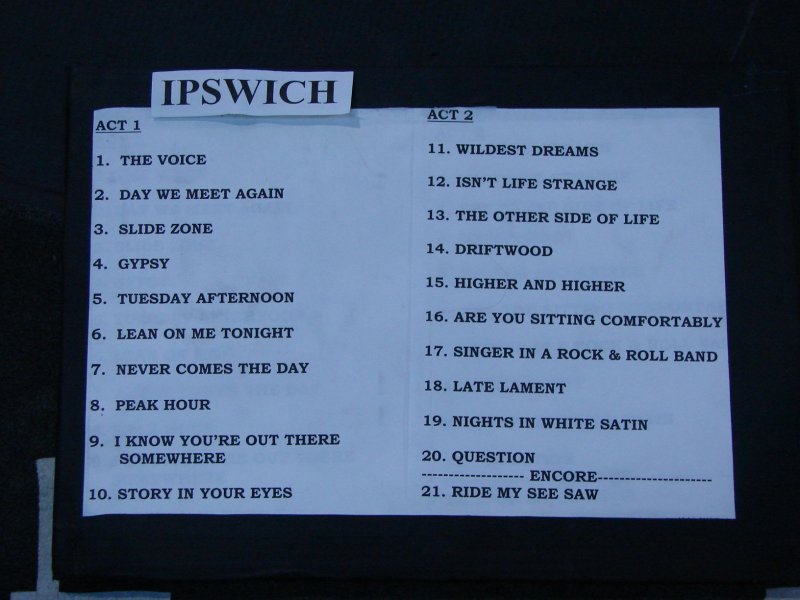 IPSWICH
ACT 1
1. THE VOICE
2. DAY WE MEET AGAIN
3. SLIDE ZONE
4. GYPSY
5. TUESDAY AFTERNOON
6. LEAN ON ME TONIGHT
7. NEVER COMES THE DAY
8. PEAK HOUR
9. I KNOW YOU'RE OUT THERE
SOMEWHERE
10. STORY IN YOUR EYES
ACT 2
11. WILDEST DREAMS
12. ISN'T LIFE STRANGE
13. THE OTHER SIDE OF LIFE
14. DRIFTWOOD
15. HIGHER AND HIGHER
16. ARE YOU SITTING COMFORTABLY
17. SINGER IN A ROCK & ROLL BAND
18. LATE LAMENT
19. NIGHTS IN WHITE SATIN
20. QUESTION
------------------- ENCORE---------------------
21. RIDE MY SEE SAW